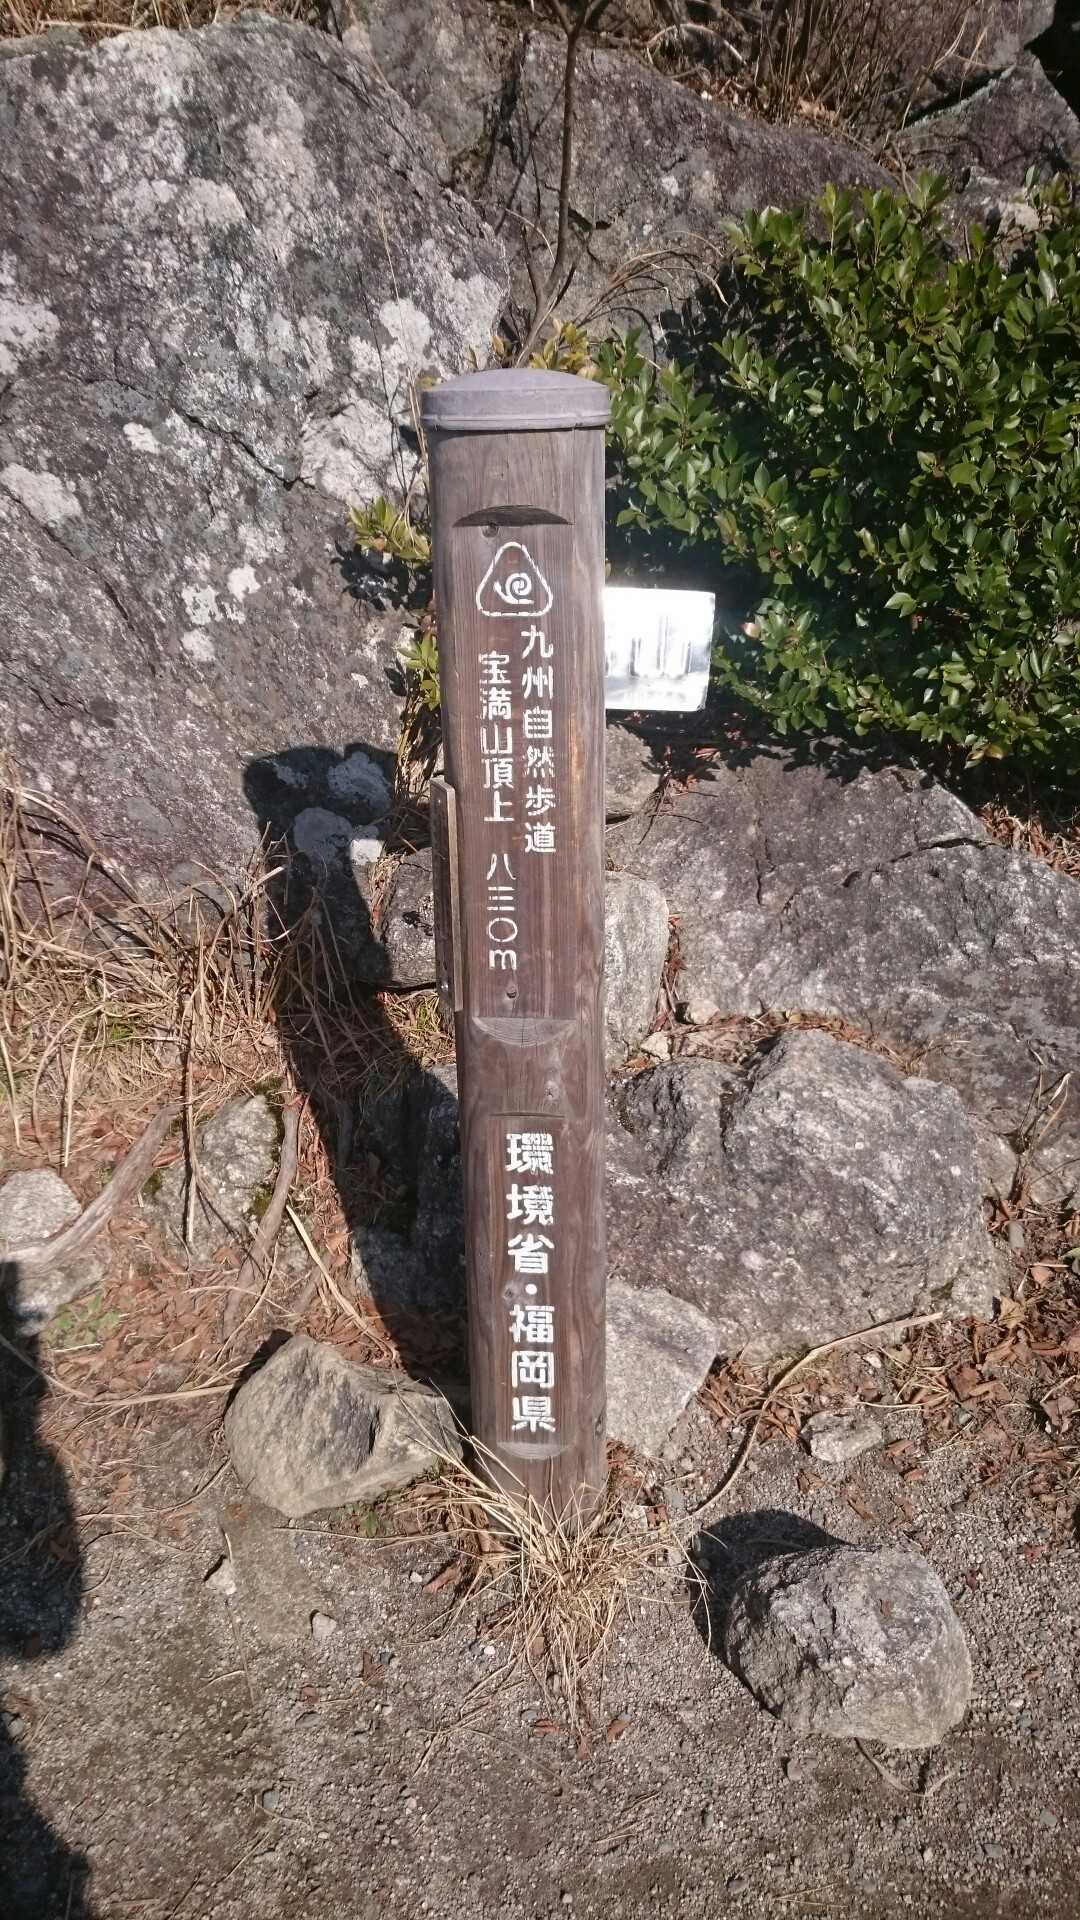 九州自然歩道
宝満山頂上 八三〇m
環境省・福岡県